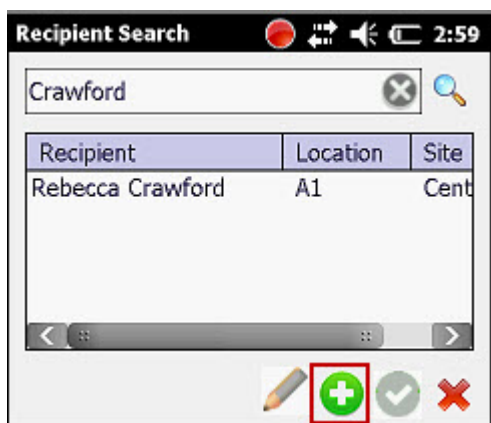 Recipient Search 2:59
Crawford
Recipient Location Site
Rebecca Crawford A1 Cent